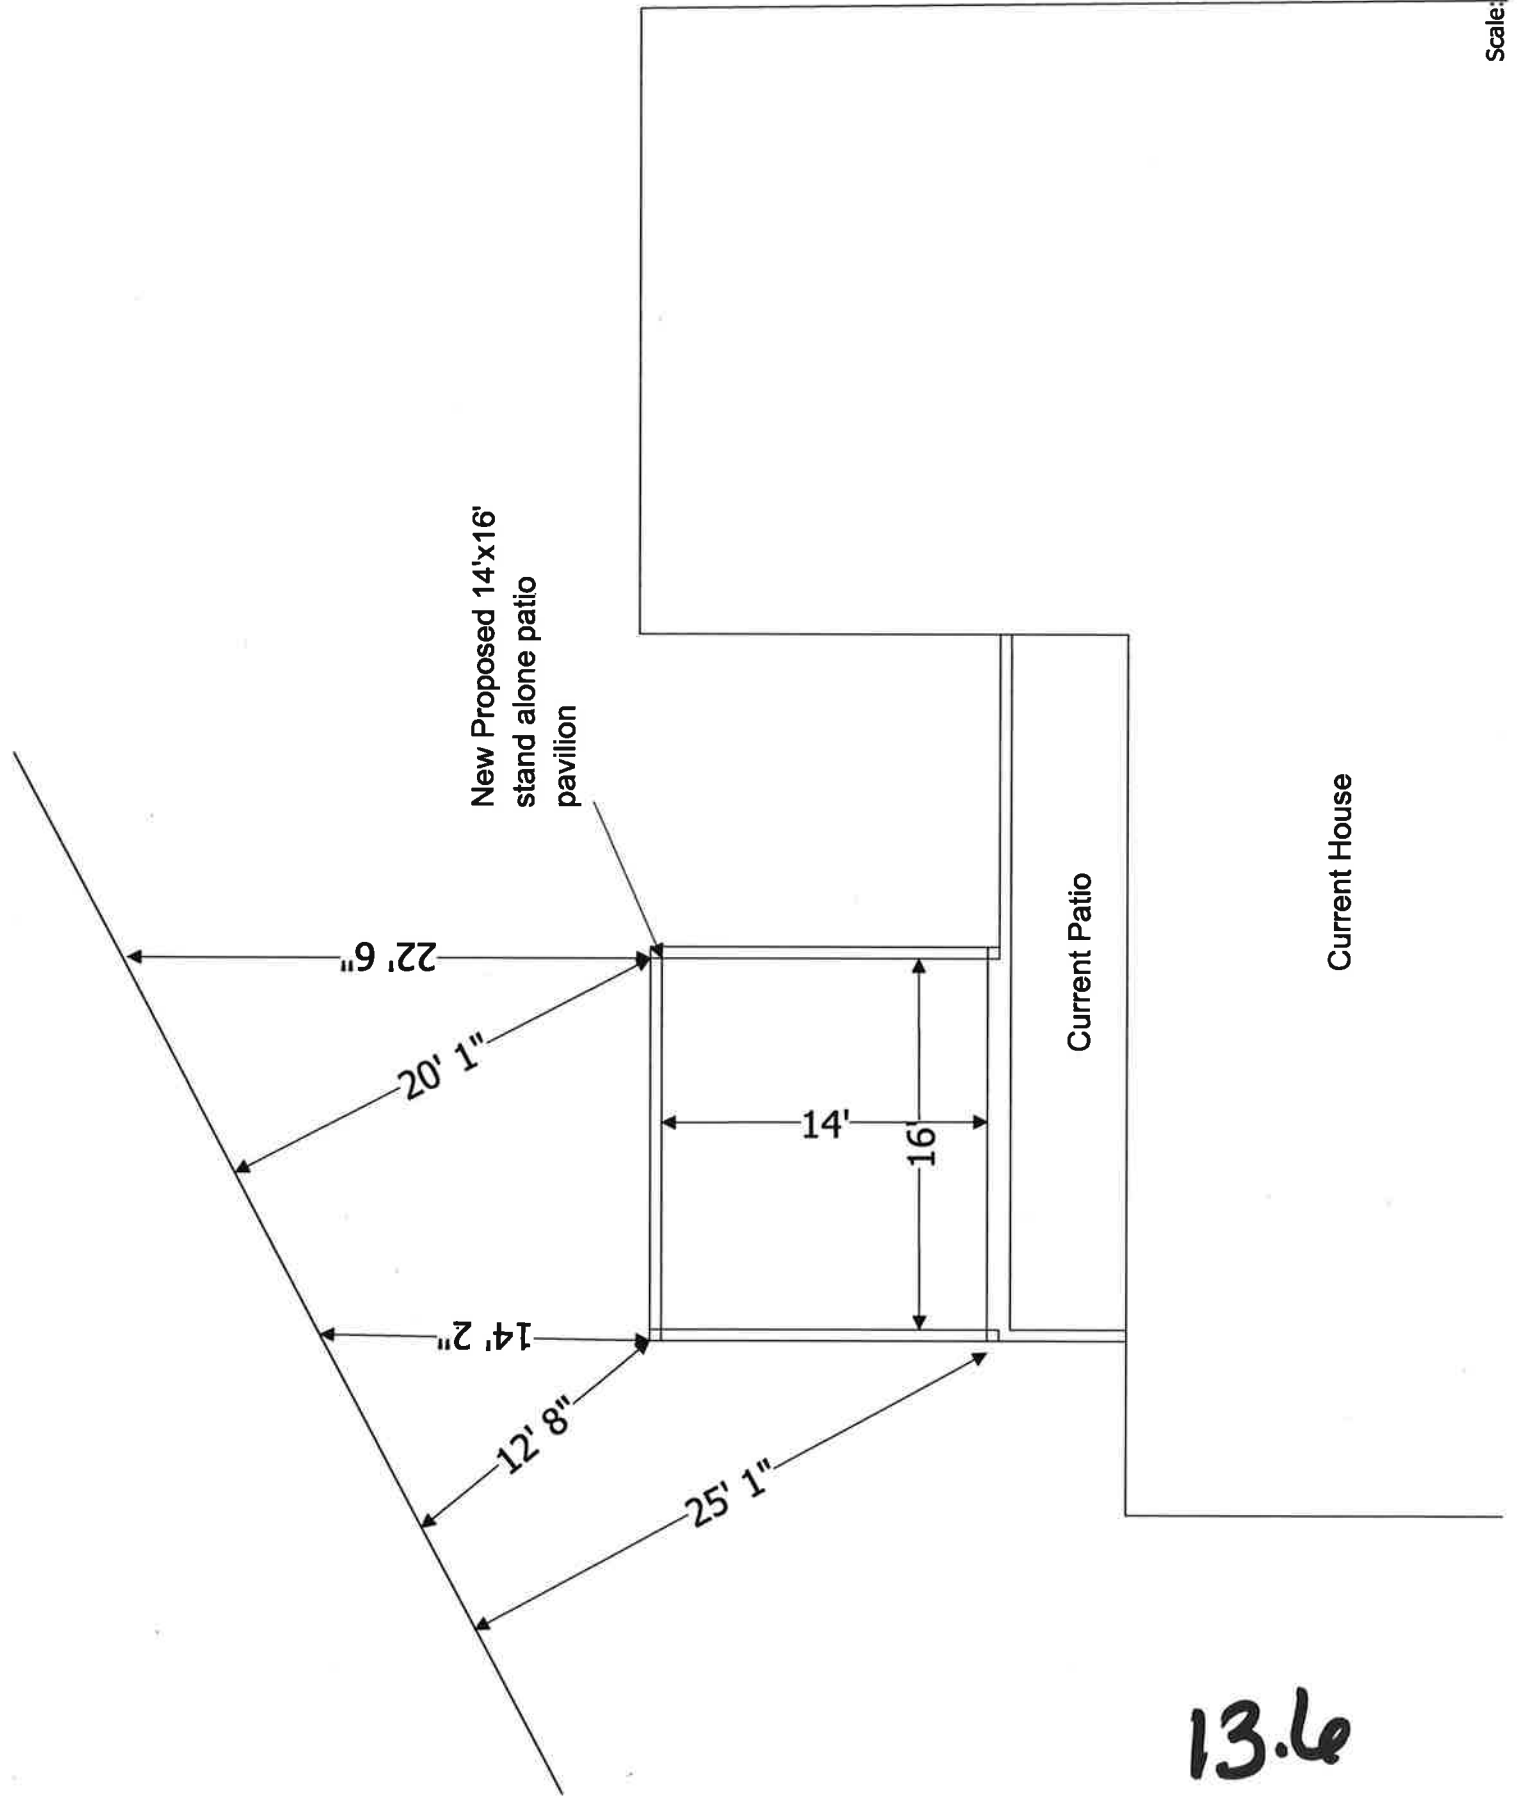 New Proposed 14'x16'
stand alone patio
pavilion
22' 6"
20' 1"
14' 2"
12' 8"
25' 1"
14'
16'
Current Patio
Current House
Scale:
13.6